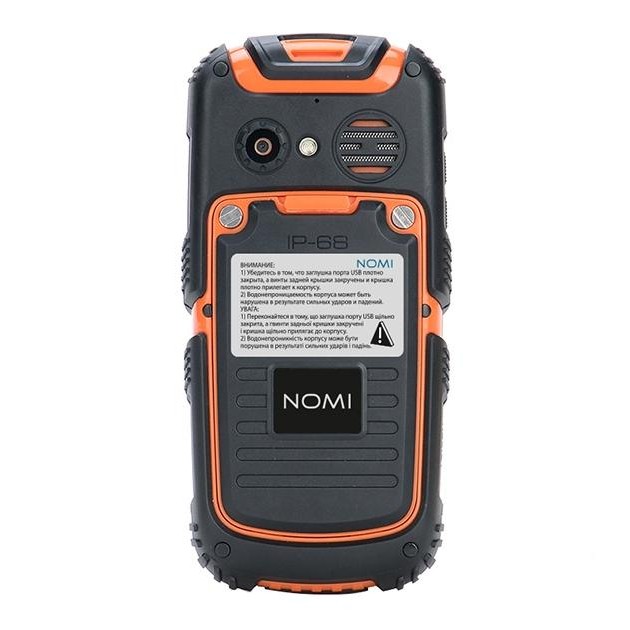 IP-68
NOMI
ВНИМАНИЕ:
1) Убедитесь в том, что заглушка порта USB плотно
закрыта, а винты задней крышки закручены и крышка
плотно прилегает к корпусу.
2) Водонепроницаемость корпуса может быть
нарушена в результате сильных ударов и падений.
УВАГА:
1) Переконайтеся в тому, що заглушку порту USB щільно
закрита, а гвинти задньої кришки закручені
і кришка щільно прилягає до корпусу.
2) Водонепроникність корпусу може бути
порушена в результаті сильних ударів і падінь.
NOMI